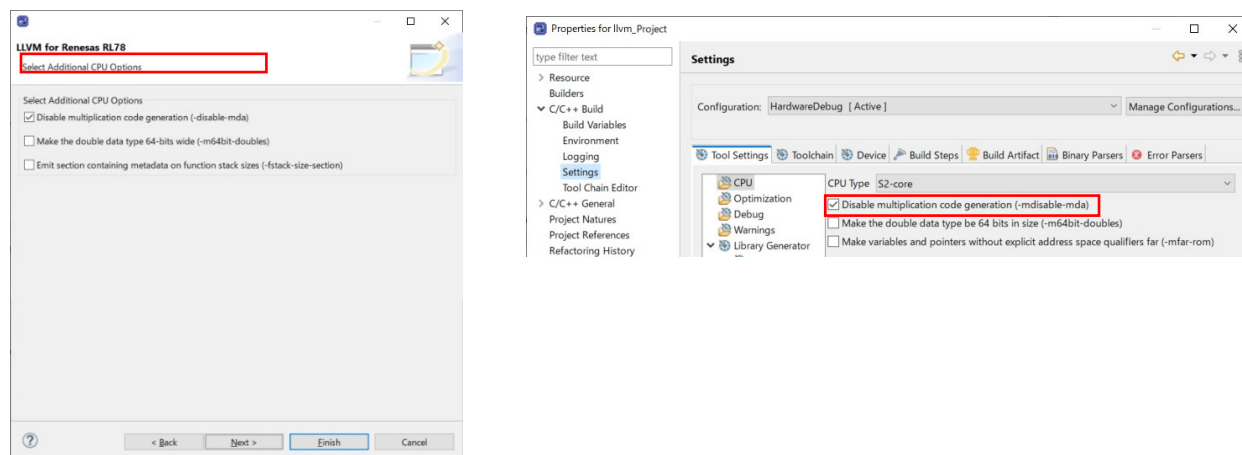 LLVM for Renesas RL78
Select Additional CPU Options
Select Additional CPU Options
Disable multiplication code generation (-disable-mda)
Make the double data type 64-bits wide (-m64bit-doubles)
Emit section containing metadata on function stack sizes (-fstack-size-section)
< Back
Next >
Finish
Cancel
Properties for llvm_Project
type filter text
Resource
Builders
C/C++ Build
Build Variables
Environment
Logging
Settings
Tool Chain Editor
C/C++ General
Project Natures
Project References
Refactoring History
Settings
Configuration: HardwareDebug [ Active ] Manage Configurations...
Tool Settings Toolchain Device Build Steps Build Artifact Binary Parsers Error Parsers
CPU
Optimization
Debug
Warnings
Library Generator
CPU Type S2-core
Disable multiplication code generation (-mdisable-mda)
Make the double data type be 64 bits in size (-m64bit-doubles)
Make variables and pointers without explicit address space qualifiers far (-mfar-rom)